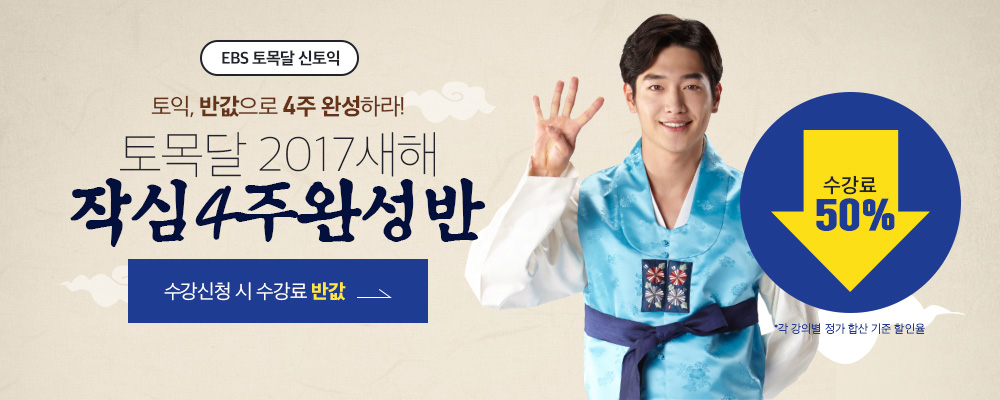 EBS 토목달 신토익
토익, 반값으로 4주 완성하라!
토목달 2017새해
작심4주완성반
수강신청 시 수강료 반값
수강료
50%
*각 강의별 정가 합산 기준 할인율